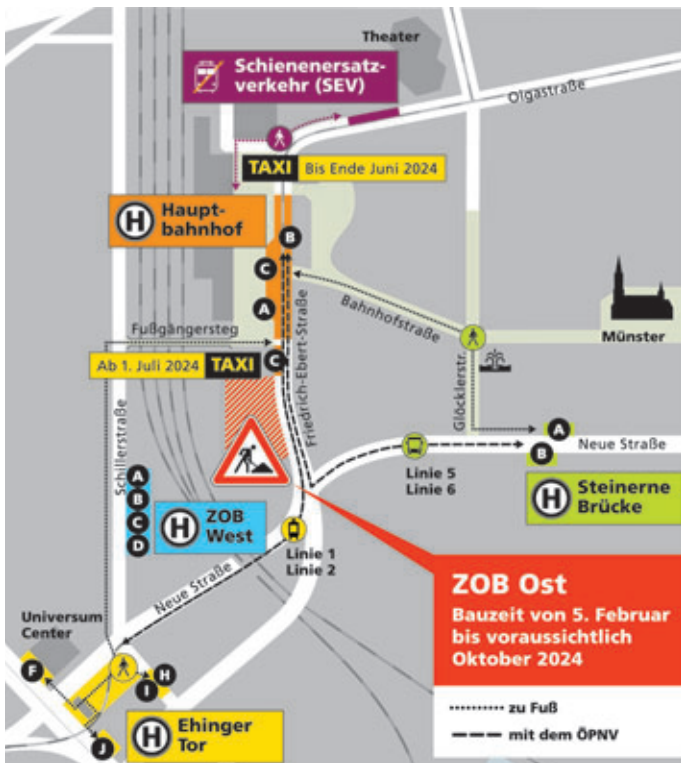 Theater
Schienenersatz-
verkehr (SEV)
Olgastraße
TAXI Bis Ende Juni 2024
H Haupt-
bahnhof
B
C
A
Fußgängersteg
Bahnhofstraße
Münster
Ab 1. Juli 2024 TAXI
C
Friedrich-Ebert-Straße
Glöcklerstr.
Schillerstraße
A
B
Neue Straße
Linie 5
Linie 6
H Steinerne
Brücke
A
B
C
D
H ZOB
West
Linie 1
Linie 2
Neue Straße
ZOB Ost
Bauzeit von 5. Februar
bis voraussichtlich
Oktober 2024
Universum
Center
F
H
I
J
H Ehinger
Tor
zu Fuß
mit dem ÖPNV